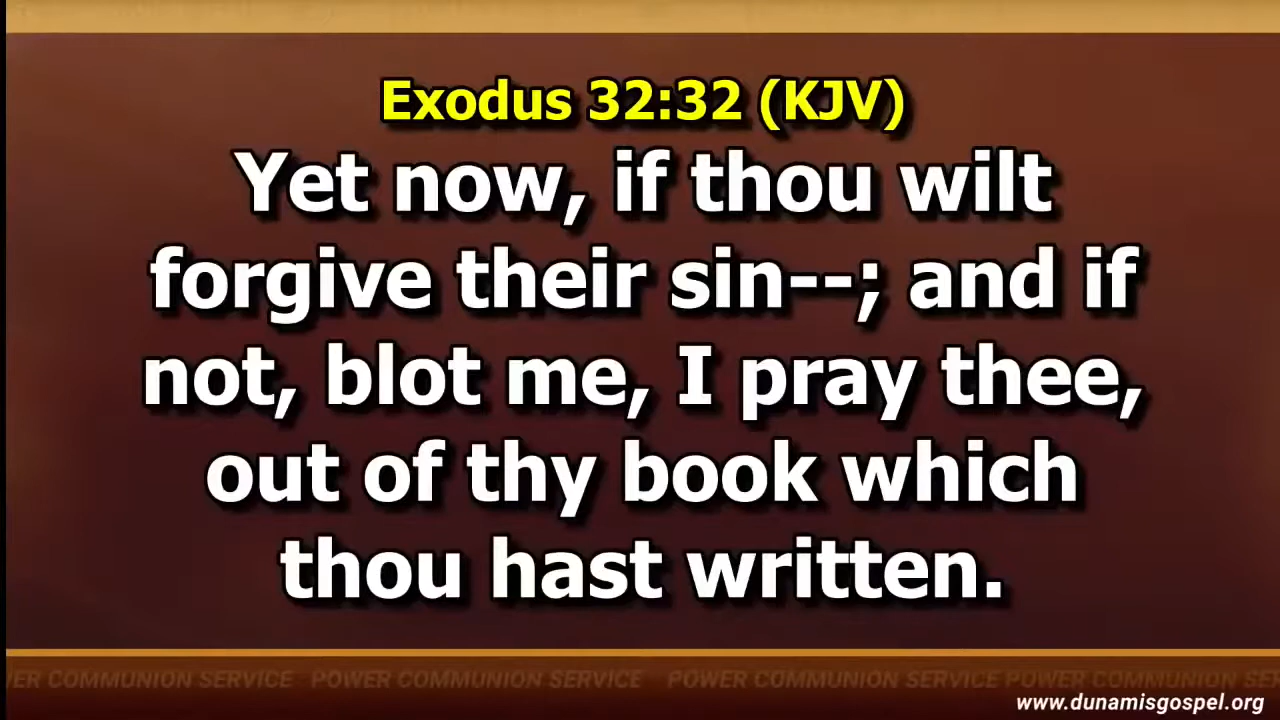 Exodus 32:32 (KJV)
Yet now, if thou wilt
forgive their sin--; and if
not, blot me, I pray thee,
out of thy book which
thou hast written.
ER COMMUNION SERVICE POWER COMMUNION SERVICE POWER COMMUNION SERVICE POWER COMMUNION SER
www.dunamisgospel.org